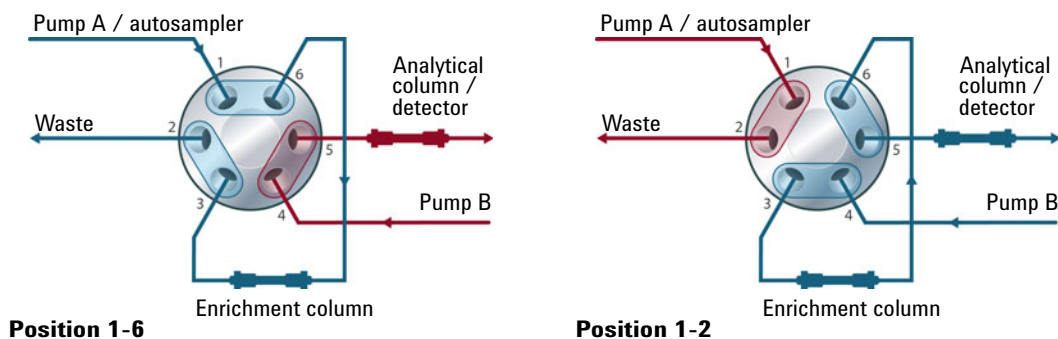 Pump A / autosampler
1
6
Analytical
column /
detector
Waste
2
5
3
4
Pump B
Enrichment column
Position 1-6
Pump A / autosampler
1
6
Analytical
column /
detector
Waste
2
5
3
4
Pump B
Enrichment column
Position 1-2